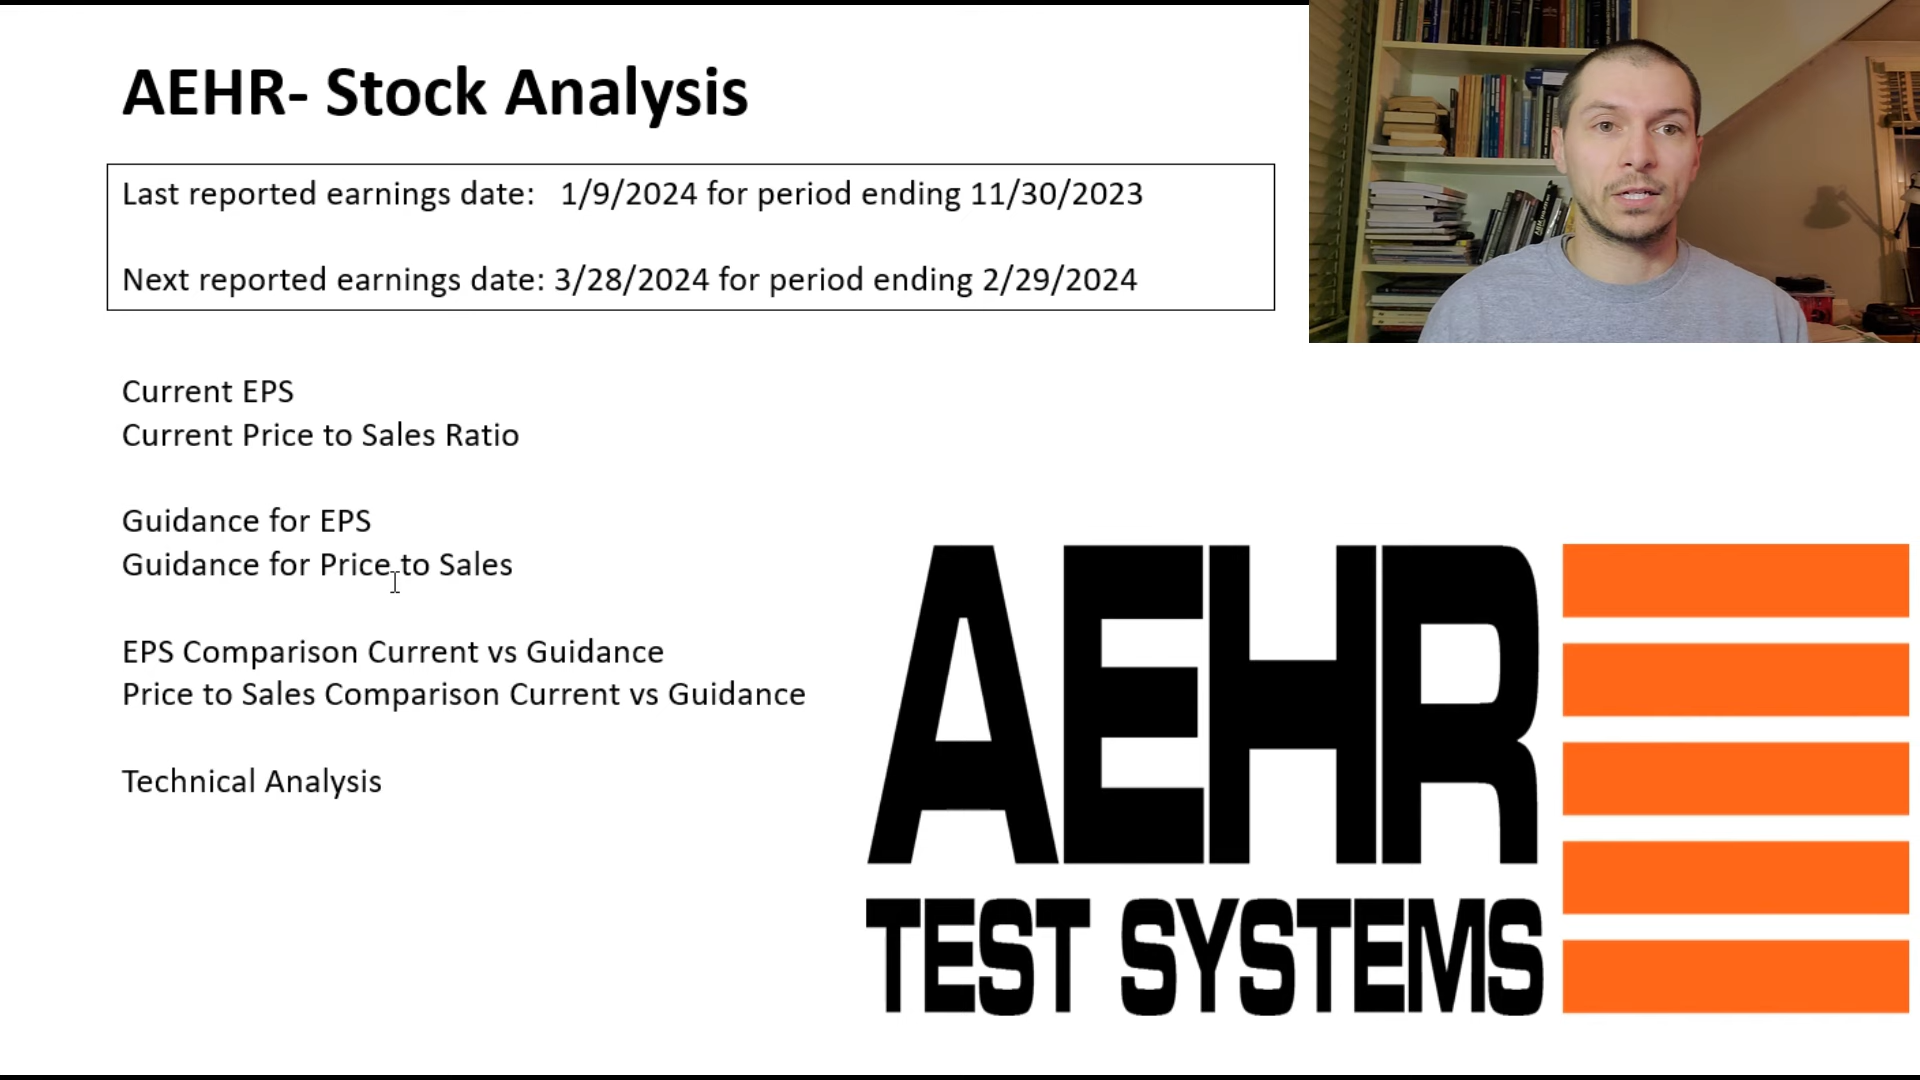 AEHR- Stock Analysis
Last reported earnings date: 1/9/2024 for period ending 11/30/2023
Next reported earnings date: 3/28/2024 for period ending 2/29/2024
Current EPS
Current Price to Sales Ratio
Guidance for EPS
Guidance for Price to Sales
EPS Comparison Current vs Guidance
Price to Sales Comparison Current vs Guidance
Technical Analysis
AEHR
TEST SYSTEMS